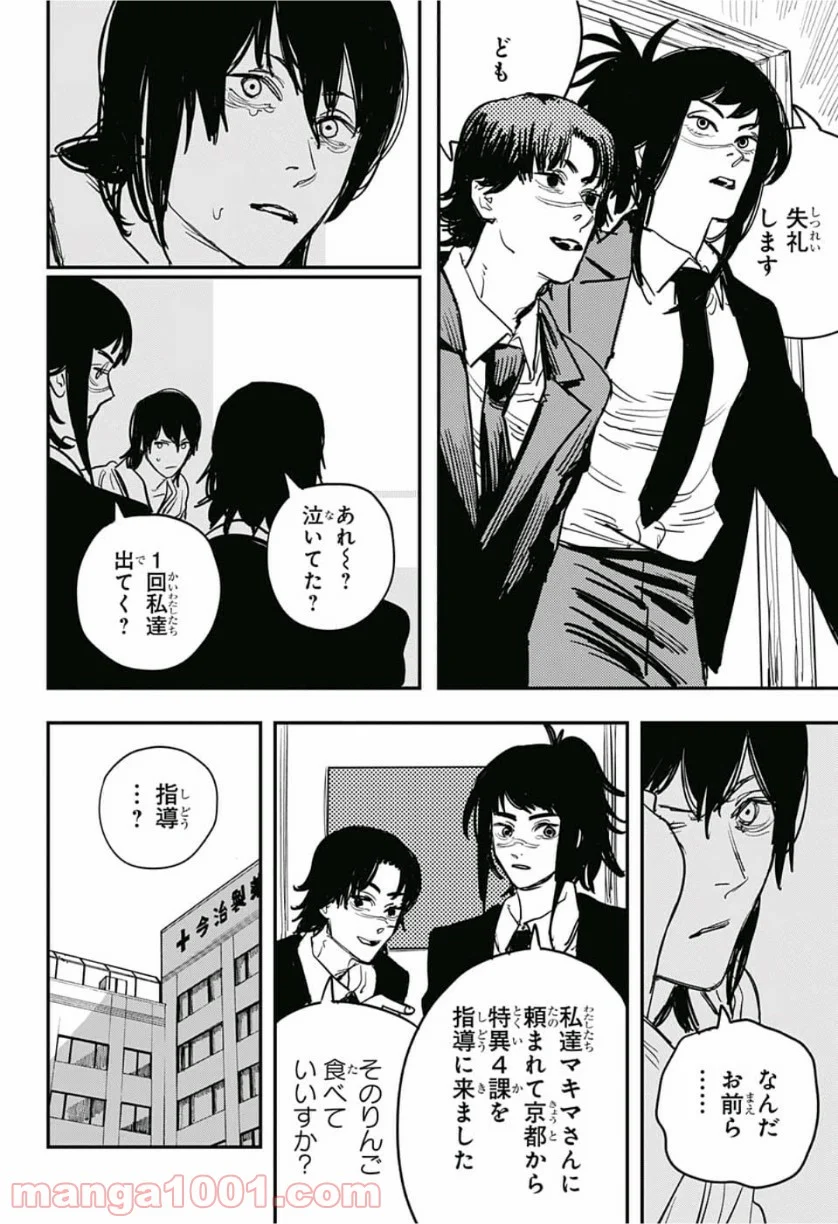 失礼
します
ども
あれ〜?
泣いてた?
1回私達
出てく?
なんだ
お前ら
……
私達マキマさんに
頼まれて京都から
特異4課を
指導に来ました
そのりんご
食べて
いいすか?
指導
…?
+今治製薬
manga1001.com